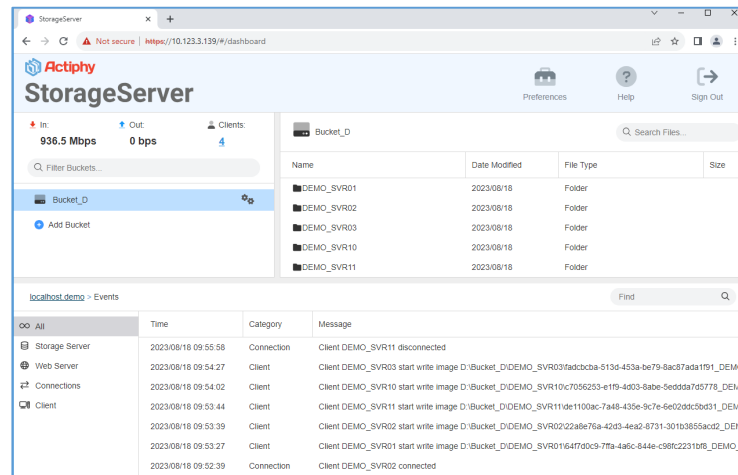 StorageServer
Not secure | https://10.123.3.139/#/dashboard
Actiphy
StorageServer
Preferences
Help
Sign Out
In:
Out:
Clients:
936.5 Mbps
0 bps
4
Filter Buckets...
Bucket_D
Add Bucket
Bucket_D
Search Files...
Name Date Modified File Type Size
DEMO_SVR01 2023/08/18 Folder
DEMO_SVR02 2023/08/18 Folder
DEMO_SVR03 2023/08/18 Folder
DEMO_SVR10 2023/08/18 Folder
DEMO_SVR11 2023/08/18 Folder
localhost.demo > Events
Find
All
Storage Server
Web Server
Connections
Client
Time Category Message
2023/08/18 09:55:58 Connection Client DEMO_SVR11 disconnected
2023/08/18 09:54:27 Client Client DEMO_SVR03 start write image D:\Bucket_D\DEMO_SVR03\fadcbcba-513d-453a-be79-8ac87ada1f91_DEM
2023/08/18 09:54:02 Client Client DEMO_SVR10 start write image D:\Bucket_D\DEMO_SVR10\c7056253-e1f9-4d03-8abe-5eddda7d5778_DEM
2023/08/18 09:53:44 Client Client DEMO_SVR11 start write image D:\Bucket_D\DEMO_SVR11\de1100ac-7a48-435e-9c7e-6e02ddc5bd31_DEM
2023/08/18 09:53:39 Client Client DEMO_SVR02 start write image D:\Bucket_D\DEMO_SVR02\22a8e76a-42d3-4ea2-8731-301b3855acd2_DEM
2023/08/18 09:53:27 Client Client DEMO_SVR01 start write image D:\Bucket_D\DEMO_SVR01\64f7d0c9-7ffa-4a6c-844e-c98fc2231bf8_DEMO_
2023/08/18 09:52:39 Connection Client DEMO_SVR02 connected